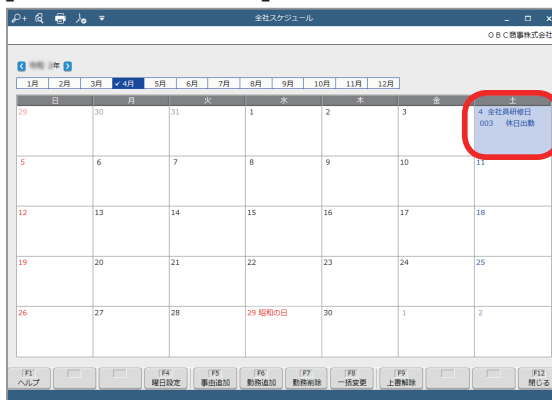 全社スケジュール
OBC商事株式会社
年
1月 2月 3月 ✓4月 5月 6月 7月 8月 9月 10月 11月 12月
日 月 火 水 木 金 土
29 30 31 1 2 3 4 全社員研修日
003 休日出勤
5 6 7 8 9 10 11
12 13 14 15 16 17 18
19 20 21 22 23 24 25
26 27 28 29 昭和の日 30 1 2
F1 F4 F5 F6 F7 F8 F9 F12
ヘルプ 曜日設定 事由追加 勤務追加 勤務削除 一括変更 上書解除 閉じる